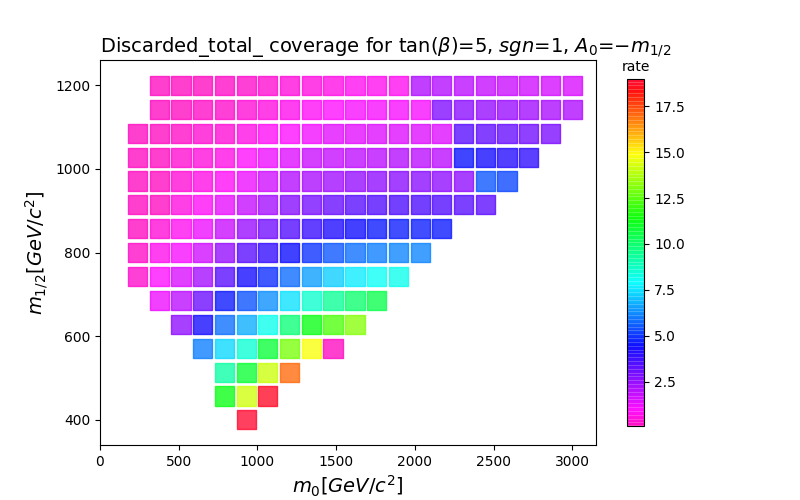 Discarded_total_ coverage for tan(β)=5, sgn=1, A₀=−m₁/₂
rate
1200
1000
800
600
400
m₁/₂[GeV/c²]
0 500 1000 1500 2000 2500 3000
m₀[GeV/c²]
17.5
15.0
12.5
10.0
7.5
5.0
2.5